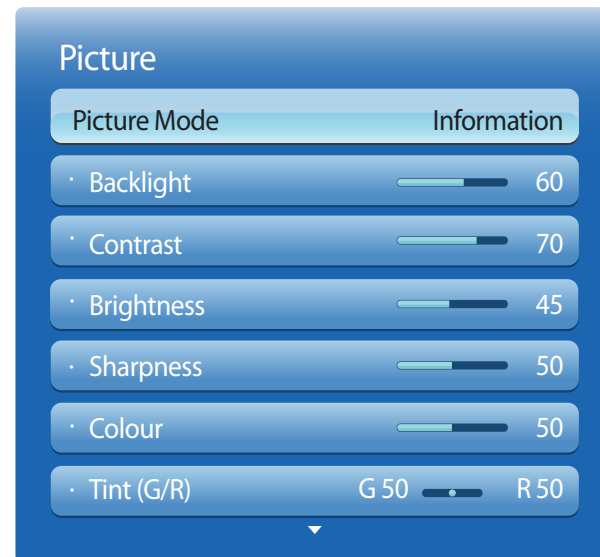 Picture
Picture Mode Information
· Backlight 60
· Contrast 70
· Brightness 45
· Sharpness 50
· Colour 50
· Tint (G/R) G 50 R 50